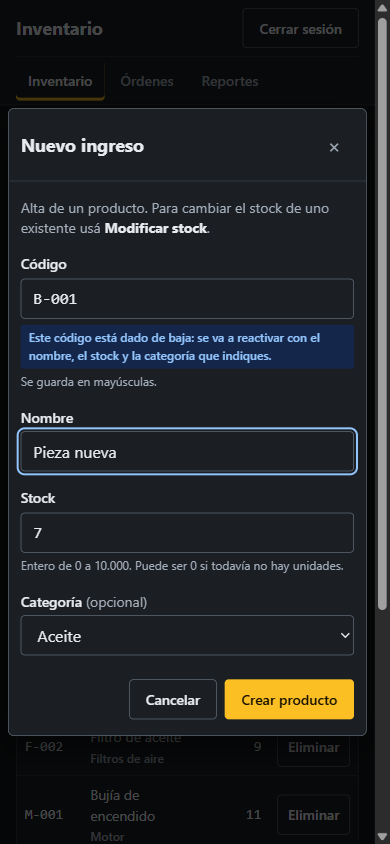 Inventario
Cerrar sesión
Inventario
Órdenes
Reportes
Nuevo ingreso
×
Alta de un producto. Para cambiar el stock de uno
existente usá Modificar stock.
Código
B-001
Este código está dado de baja: se va a reactivar con el
nombre, el stock y la categoría que indiques.
Se guarda en mayúsculas.
Nombre
Pieza nueva
Stock
7
Entero de 0 a 10.000. Puede ser 0 si todavía no hay unidades.
Categoría (opcional)
Aceite
Cancelar
Crear producto
F-002
Filtro de aceite
9
Eliminar
Filtros de aire
M-001
Bujía de
encendido
11
Eliminar
Motor